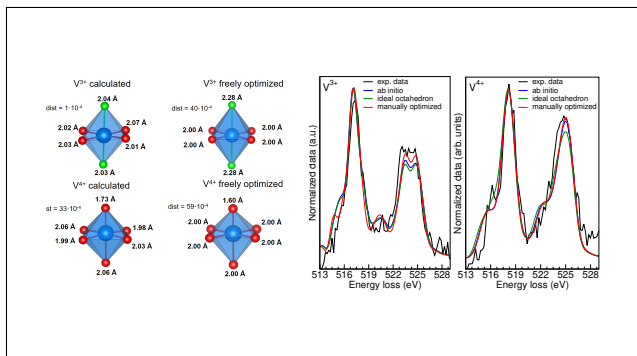 V³⁺ calculated
2.04 Å
dist = 1·10⁻⁴
2.02 Å
2.07 Å
2.03 Å
2.01 Å
2.03 Å
V³⁺ freely optimized
2.28 Å
dist = 40·10⁻⁴
2.00 Å
2.00 Å
2.00 Å
2.00 Å
2.28 Å
V⁴⁺ calculated
1.73 Å
st = 33·10⁻⁴
2.06 Å
1.98 Å
1.99 Å
2.03 Å
2.06 Å
V⁴⁺ freely optimized
1.60 Å
dist = 59·10⁻⁴
2.00 Å
2.00 Å
2.00 Å
2.00 Å
2.00 Å
V³⁺
exp. data
ab initio
ideal octahedron
manually optimized
Normalized data (a.u.)
513 516 519 522 525 528
Energy loss (eV)
V⁴⁺
exp. data
ab initio
ideal octahedron
manually optimized
Normalized data (arb. units)
513 516 519 522 525 528
Energy loss (eV)